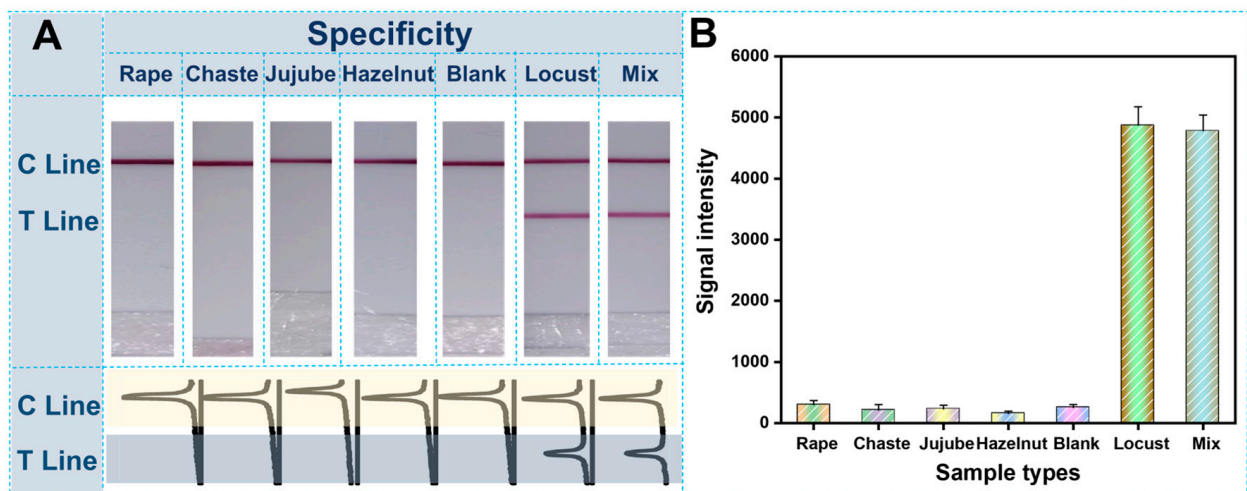 A
Specificity
Rape Chaste Jujube Hazelnut Blank Locust Mix
C Line
T Line
C Line
T Line
B
6000
5000
4000
3000
2000
1000
0
Signal intensity
Rape Chaste Jujube Hazelnut Blank Locust Mix
Sample types